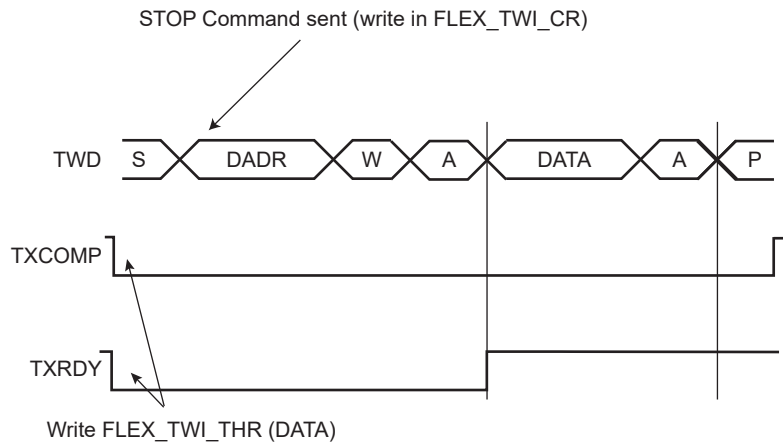 STOP Command sent (write in FLEX_TWI_CR)
TWD S DADR W A DATA A P
TXCOMP
TXRDY
Write FLEX_TWI_THR (DATA)